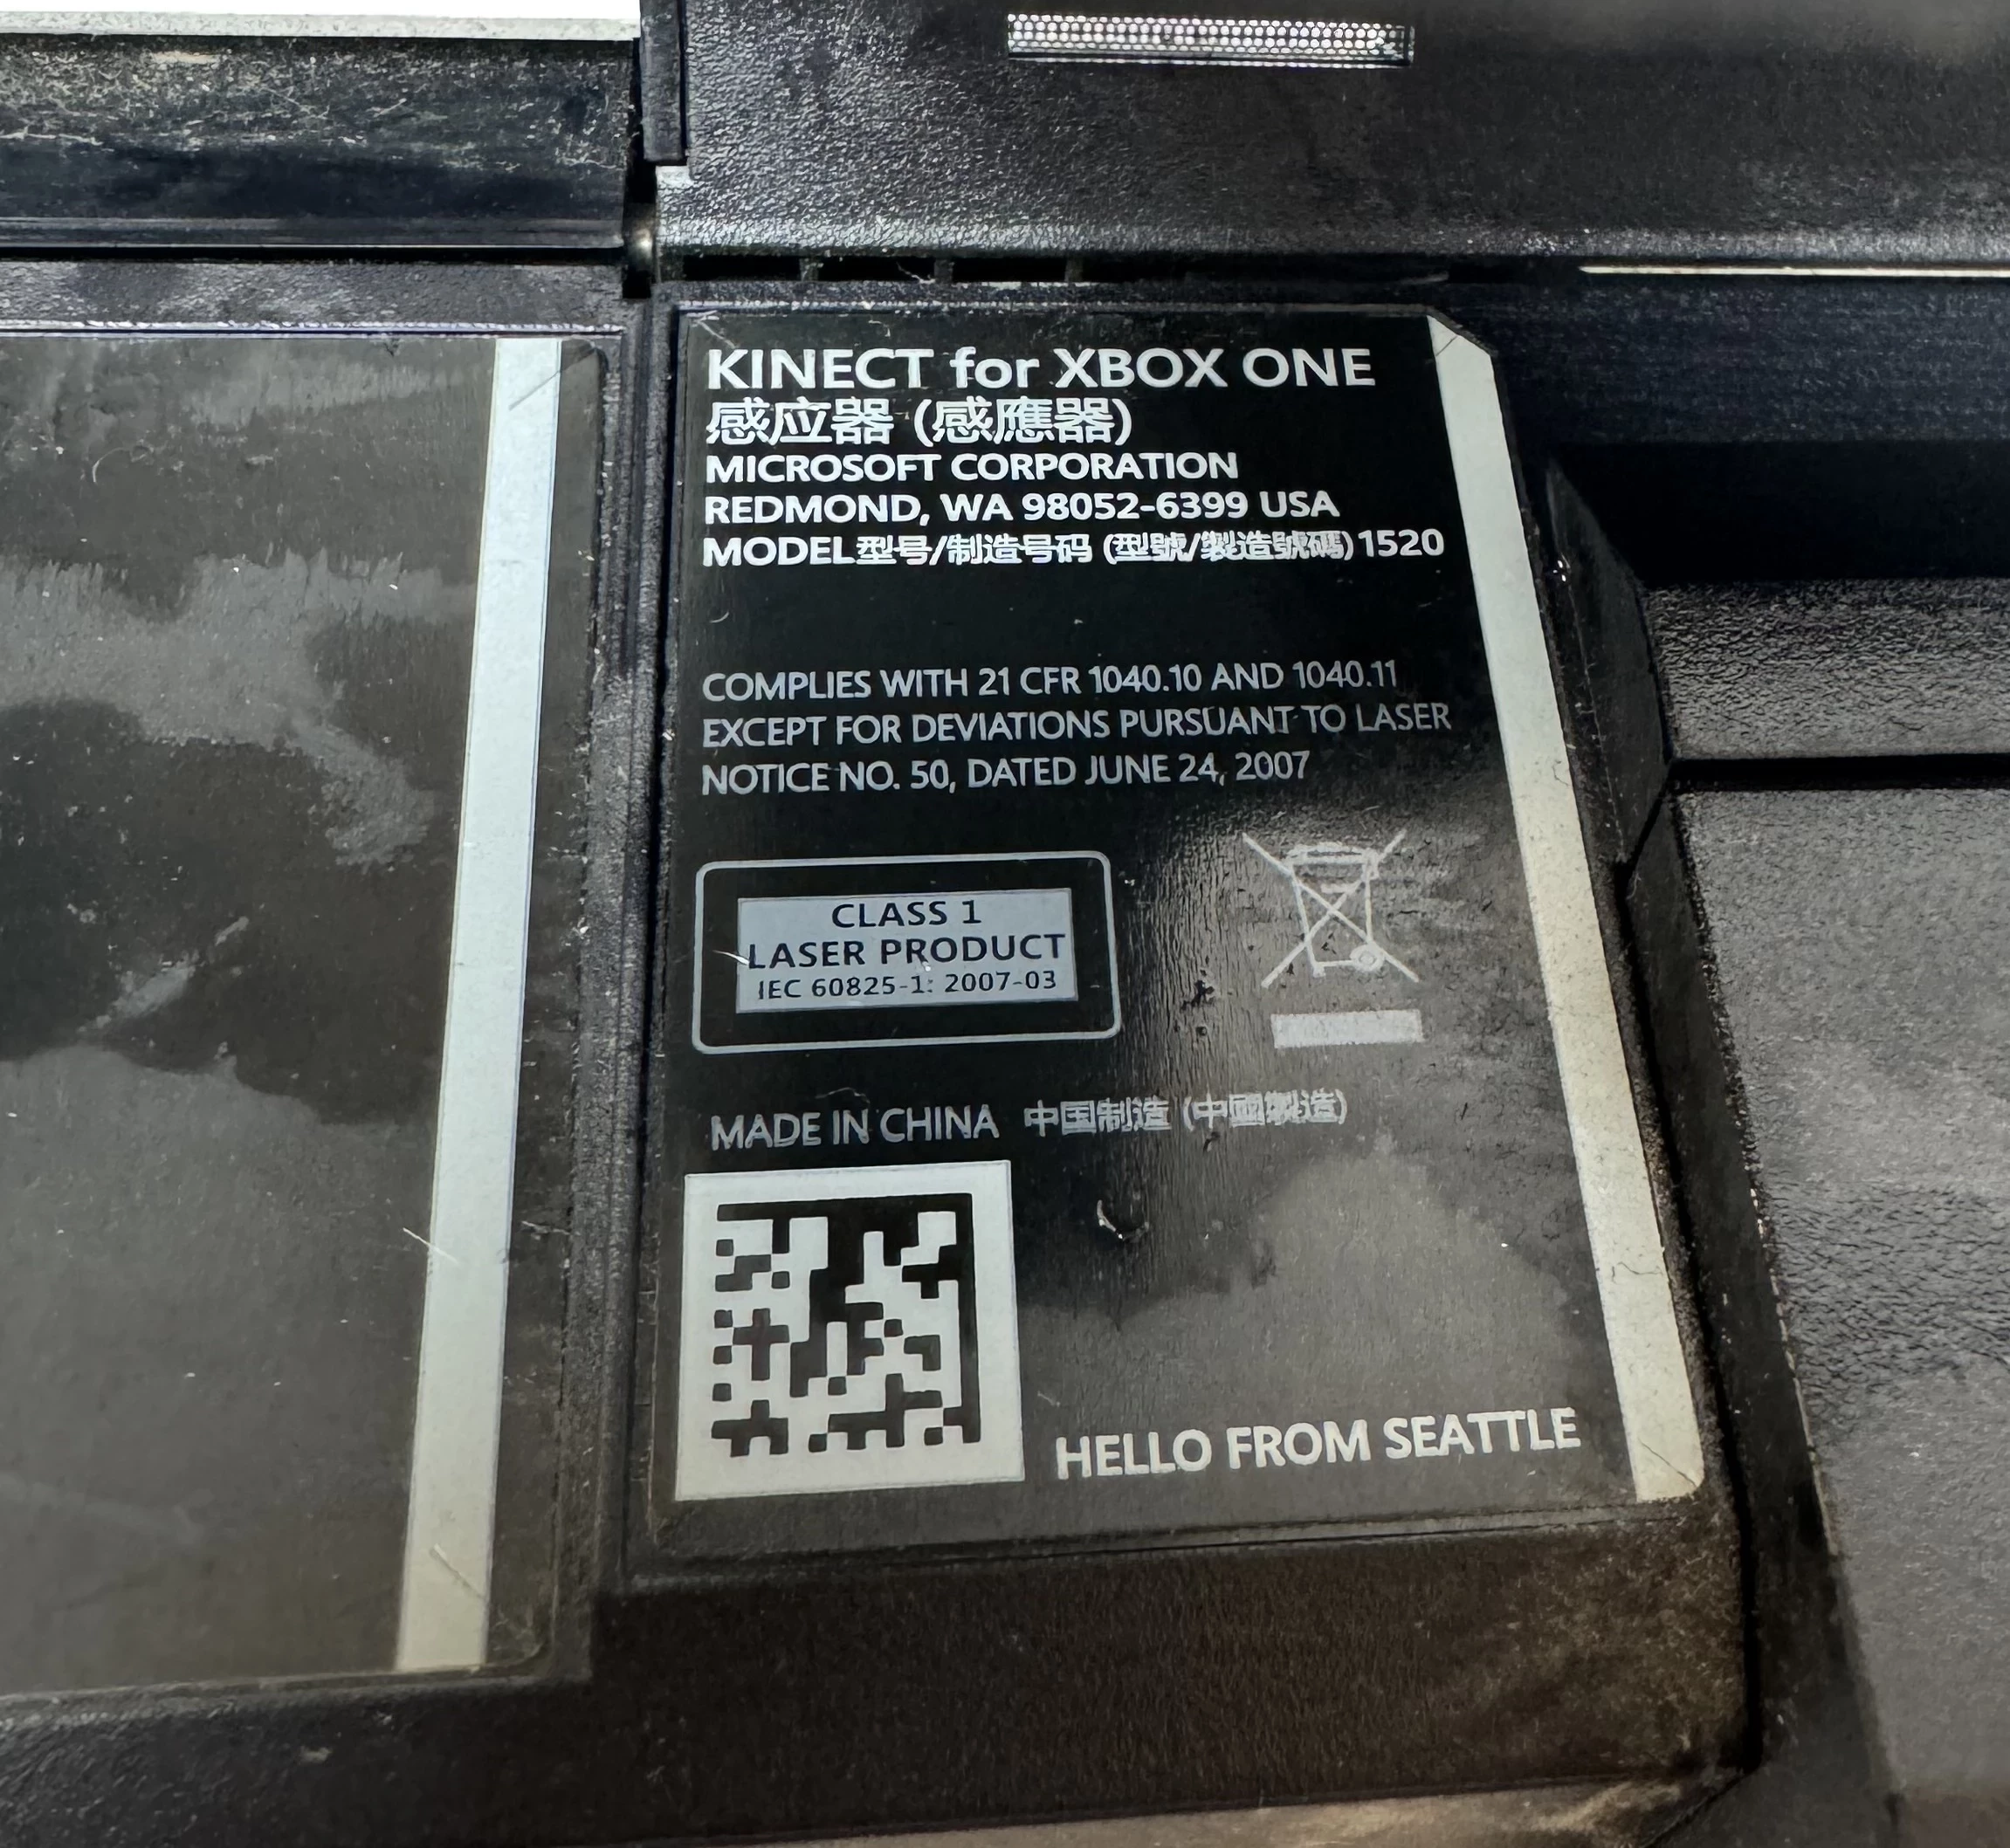 KINECT for XBOX ONE
感应器 (感應器)
MICROSOFT CORPORATION
REDMOND, WA 98052-6399 USA
MODEL型号/制造号码 (型號/製造號碼)1520
COMPLIES WITH 21 CFR 1040.10 AND 1040.11
EXCEPT FOR DEVIATIONS PURSUANT TO LASER
NOTICE NO. 50, DATED JUNE 24, 2007
CLASS 1
LASER PRODUCT
IEC 60825-1: 2007-03
MADE IN CHINA 中国制造 (中國製造)
HELLO FROM SEATTLE